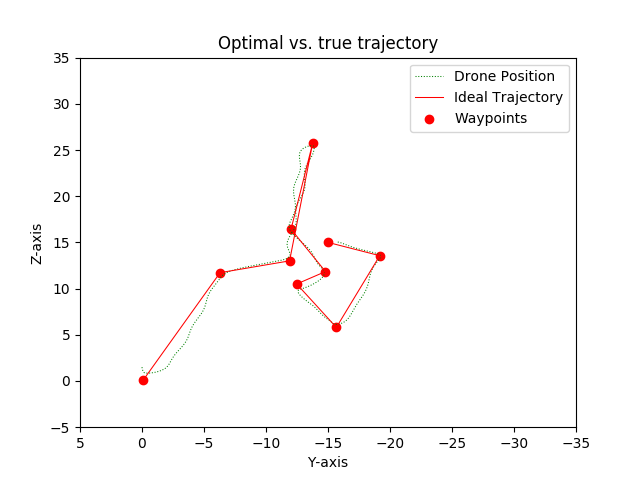 Optimal vs. true trajectory
35
30
25
20
15
10
5
0
−5
Z-axis
Drone Position
Ideal Trajectory
Waypoints
5 0 −5 −10 −15 −20 −25 −30 −35
Y-axis